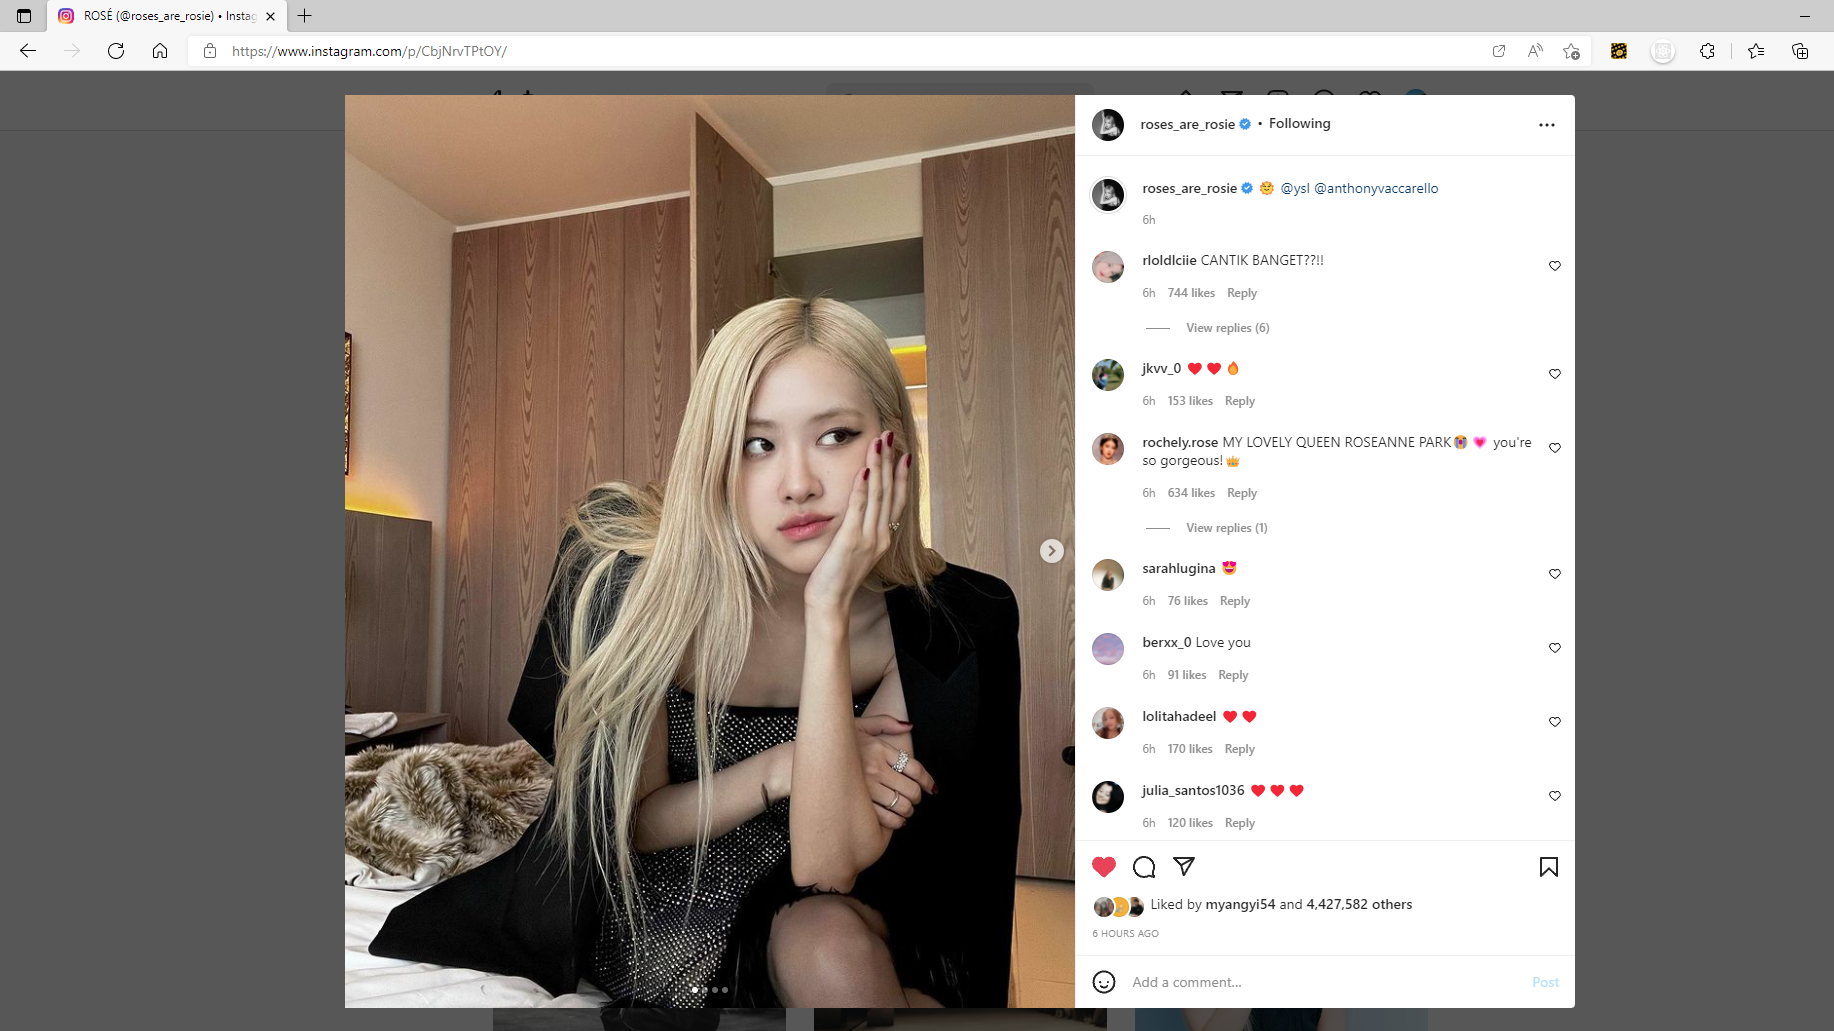 ROSÉ (@roses_are_rosie) • Instag
https://www.instagram.com/p/CbjNrvTPtOY/
roses_are_rosie • Following
roses_are_rosie 🤗 @ysl @anthonyvaccarello
6h
rloldlciie CANTIK BANGET??!!
6h 744 likes Reply
View replies (6)
jkvv_0 ❤️❤️🔥
6h 153 likes Reply
rochely.rose MY LOVELY QUEEN ROSEANNE PARK😭💗 you're
so gorgeous!👑
6h 634 likes Reply
View replies (1)
sarahlugina 😍
6h 76 likes Reply
berxx_0 Love you
6h 91 likes Reply
lolitahadeel ❤️❤️
6h 170 likes Reply
julia_santos1036 ❤️❤️❤️
6h 120 likes Reply
Liked by myangyi54 and 4,427,582 others
6 HOURS AGO
Add a comment...
Post